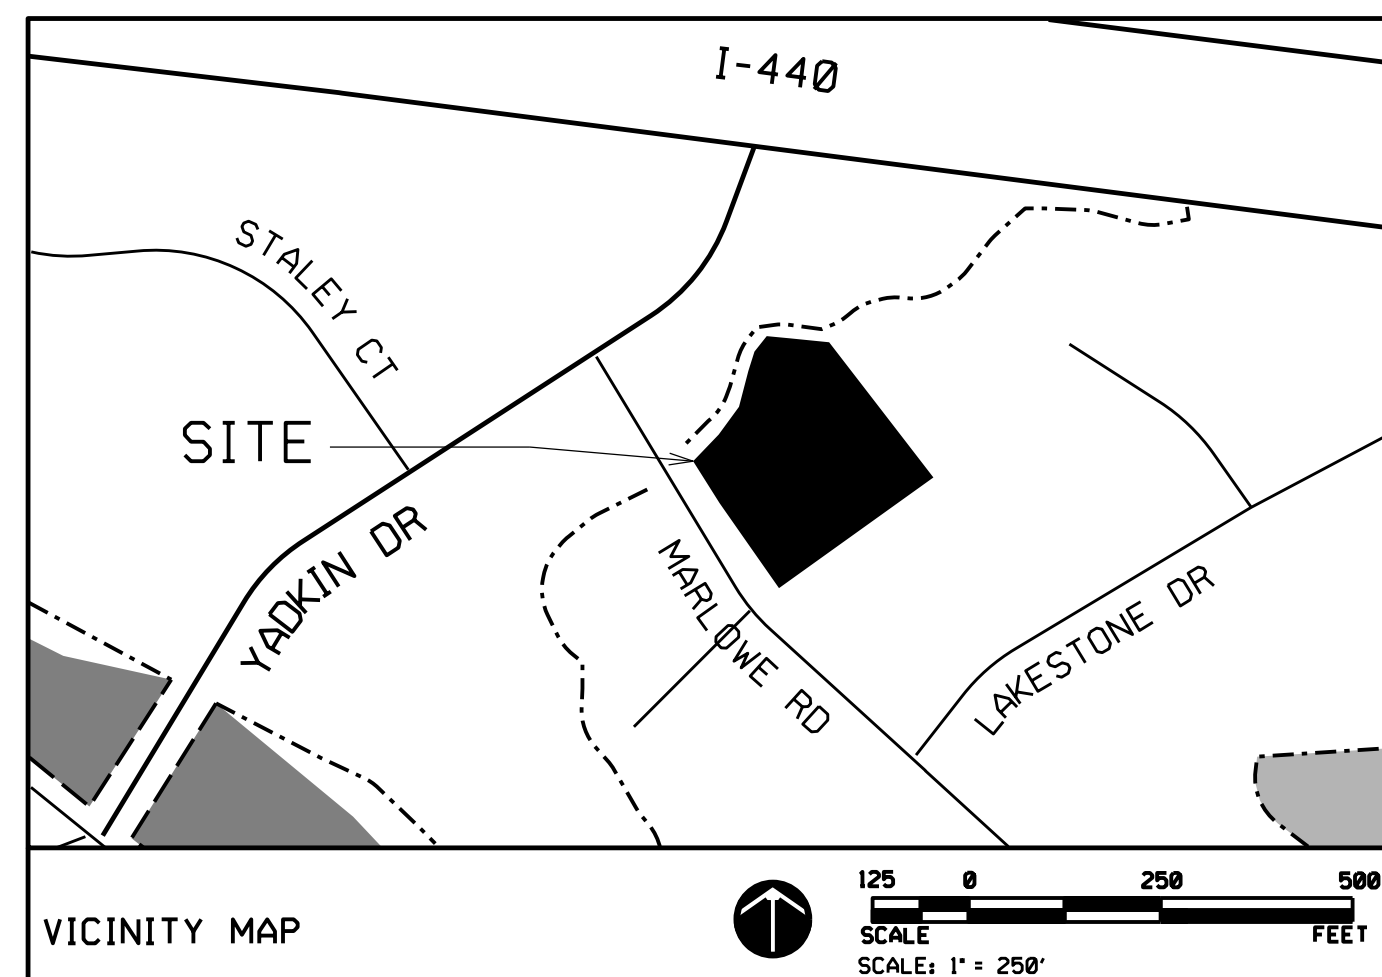 I-440
STALEY CT
SITE
YADKIN DR
MARLOWE RD
LAKESTONE DR
VICINITY MAP
125 0 250 500
SCALE FEET
SCALE: 1" = 250'